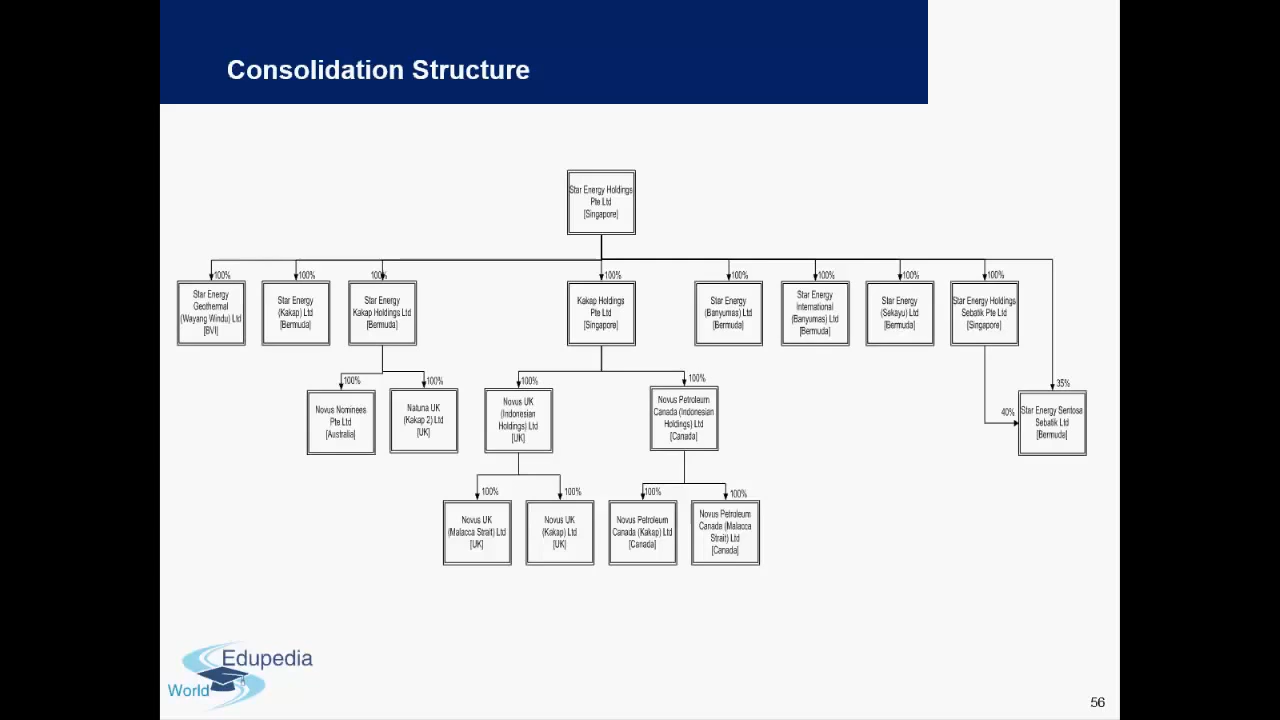 Consolidation Structure
Star Energy Holdings
Pte Ltd
[Singapore]
100%
100%
100%
100%
100%
100%
100%
100%
Star Energy
Geothermal
(Wayang Windu) Ltd
[BVI]
Star Energy
(Kakap) Ltd
[Bermuda]
Star Energy
Kakap Holdings Ltd
[Bermuda]
Kakap Holdings
Pte Ltd
[Singapore]
Star Energy
(Banyumas) Ltd
[Bermuda]
Star Energy
International
(Banyumas) Ltd
[Bermuda]
Star Energy
(Sekayu) Ltd
[Bermuda]
Star Energy Holdings
Sebatik Pte Ltd
[Singapore]
100%
100%
100%
100%
35%
40%
Novus Nominees
Pte Ltd
[Australia]
Natuna UK
(Kakap 2) Ltd
[UK]
Novus UK
(Indonesian
Holdings) Ltd
[UK]
Novus Petroleum
Canada (Indonesian
Holdings) Ltd
[Canada]
Star Energy Sentosa
Sebatik Ltd
[Bermuda]
100%
100%
100%
100%
Novus UK
(Malacca Strait) Ltd
[UK]
Novus UK
(Kakap) Ltd
[UK]
Novus Petroleum
Canada (Kakap) Ltd
[Canada]
Novus Petroleum
Canada (Malacca
Strait) Ltd
[Canada]
Edupedia
World
56